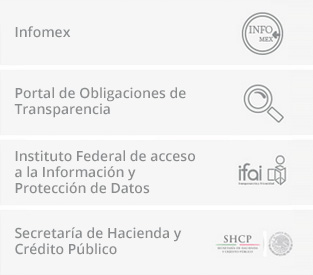 Infomex
INFO
MEX
Portal de Obligaciones de
Transparencia
Instituto Federal de acceso
a la Información y
Protección de Datos
ifai
Secretaría de Hacienda y
Crédito Público
SHCP